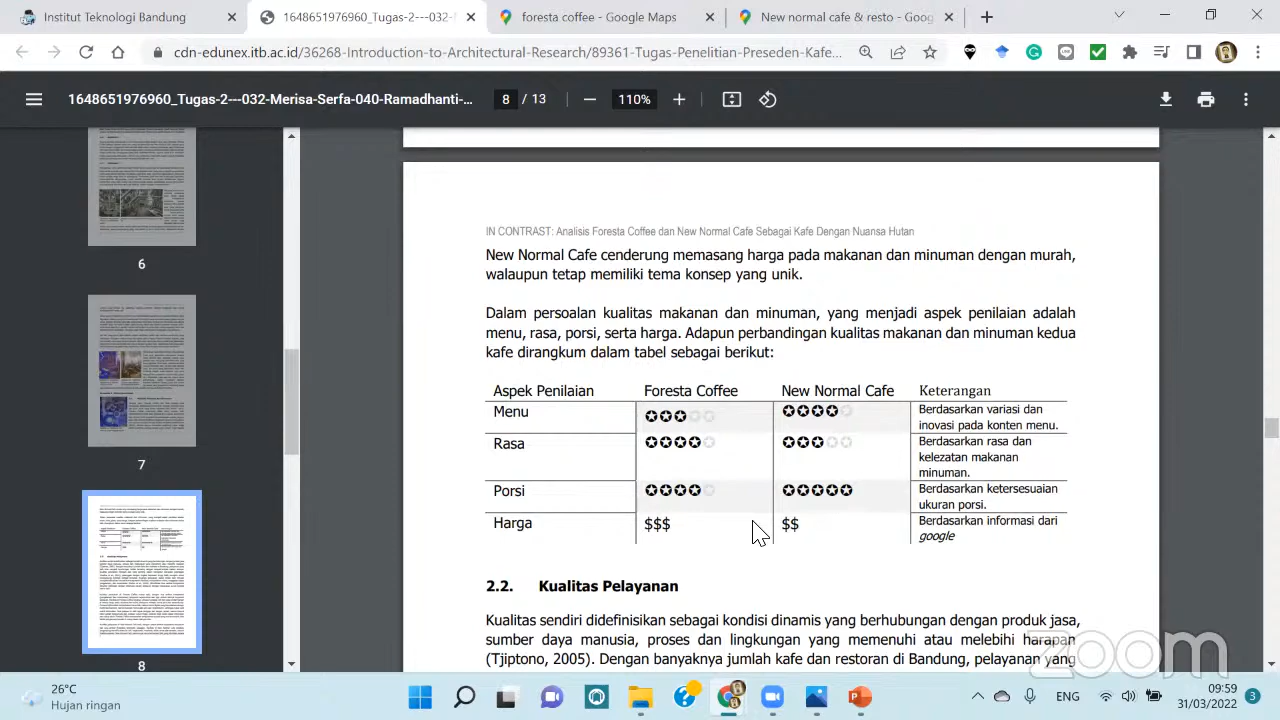 Institut Teknologi Bandung
1648651976960_Tugas-2---032-
foresta coffee - Google Maps
New normal cafe & resto - Goog
cdn-edunex.itb.ac.id/36268-Introduction-to-Architectural-Research/89361-Tugas-Penelitian-Preseden-Kafe...
1648651976960_Tugas-2---032-Merisa-Serfa-040-Ramadhanti-...
8 / 13
110%
6
7
8
IN CONTRAST: Analisis Foresta Coffee dan New Normal Cafe Sebagai Kafe Dengan Nuansa Hutan
New Normal Cafe cenderung memasang harga pada makanan dan minuman dengan murah,
walaupun tetap memiliki tema konsep yang unik.
Dalam persoalan kualitas makanan dan minuman, yang menjadi aspek penilaian adalah
menu, rasa, porsi, serta harga. Adapun perbandingan kualitas makanan dan minuman kedua
kafe dirangkum dalam tabel sebagai berikut:
Aspek Penilaian Foresta Coffee New Normal Cafe Keterangan
Menu ✪✪✪✪✪ ✪✪✪✪✪ Berdasarkan variasi dan
inovasi pada konten menu.
Rasa ✪✪✪✪✪ ✪✪✪✪✪ Berdasarkan rasa dan
kelezatan makanan
minuman.
Porsi ✪✪✪✪✪ ✪✪✪✪✪ Berdasarkan ketersesuaian
ukuran porsi.
Harga $$$ $$ Berdasarkan informasi dari
google
2.2. Kualitas Pelayanan
Kualitas sendiri didefinisikan sebagai kondisi dinamis yang berhubungan dengan produk jasa,
sumber daya manusia, proses dan lingkungan yang memenuhi atau melebihi harapan
(Tjiptono, 2005). Dengan banyaknya jumlah kafe dan restoran di Bandung, pelayanan yang
zoom
26°C
Hujan ringan
ENG
09:59
31/03/2022
3